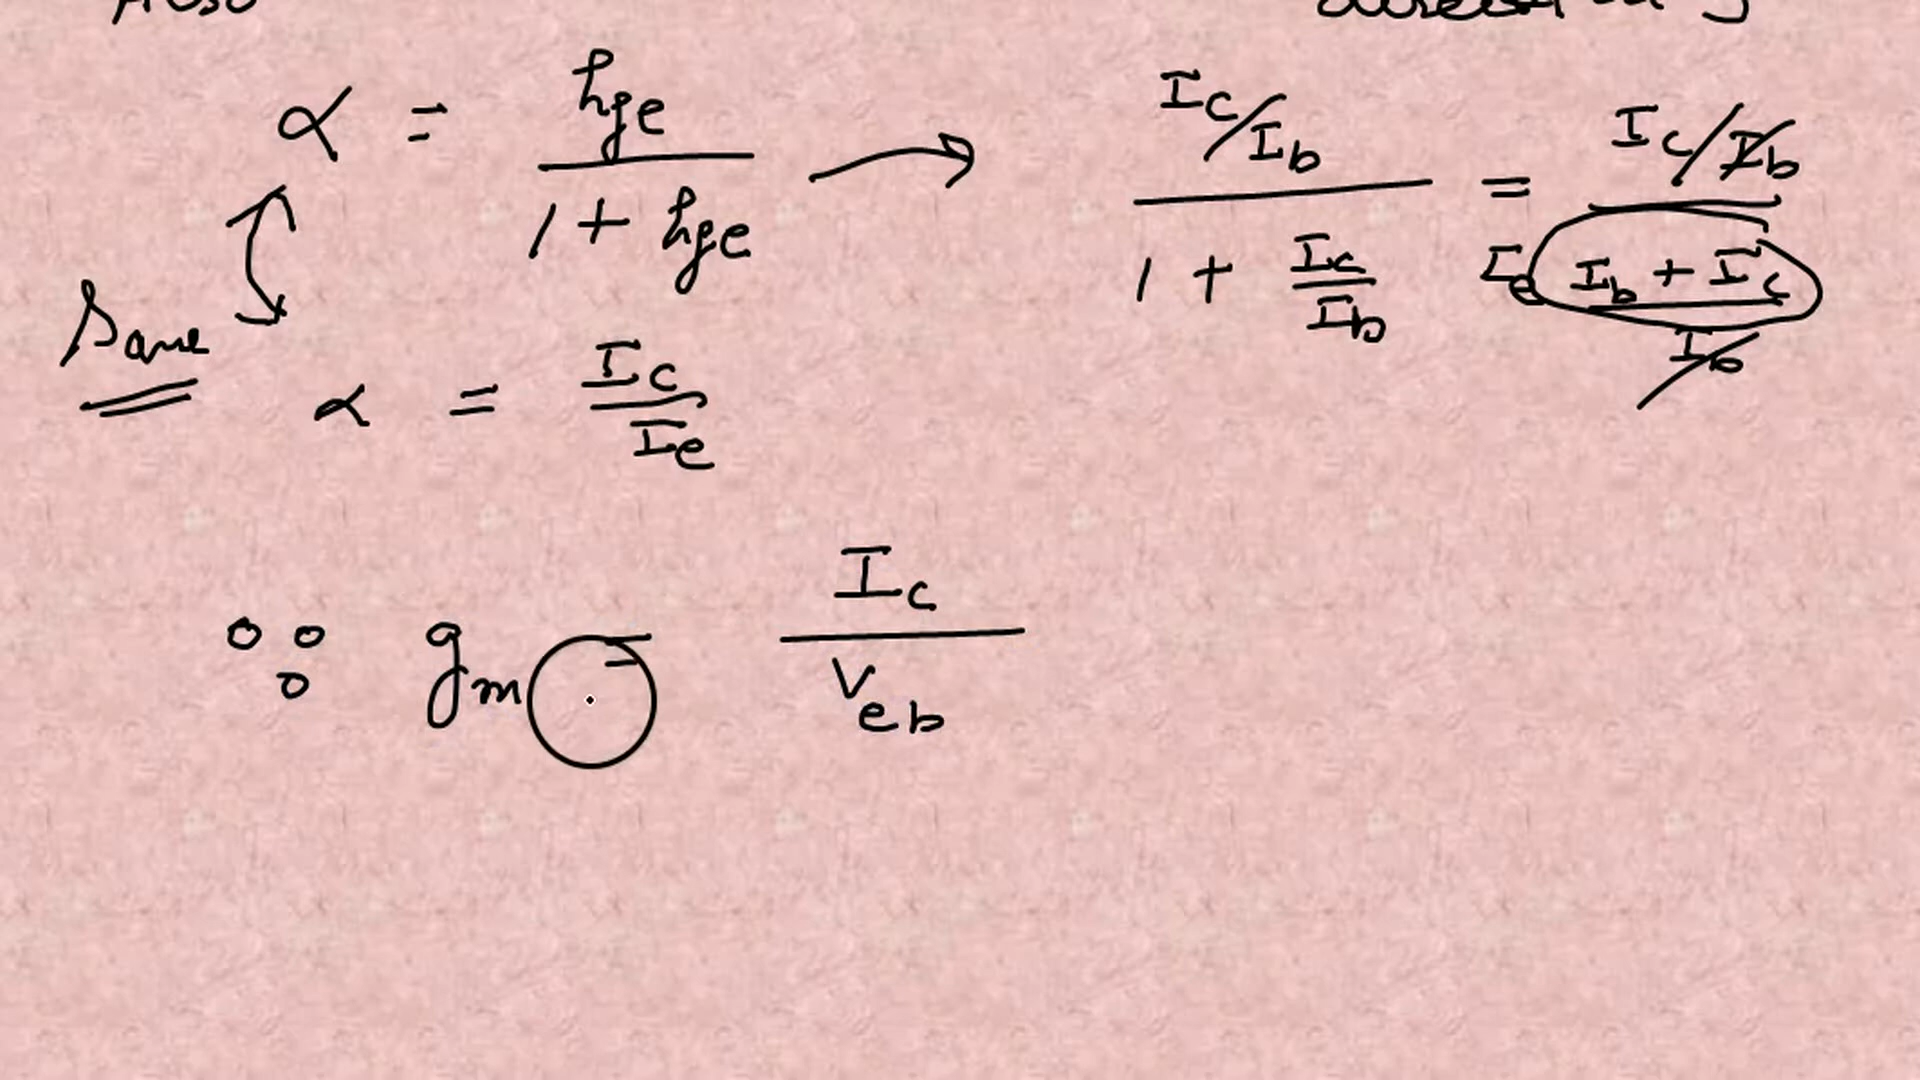 Also
α = hfe / (1 + hfe) → (Ic/Ib) / (1 + Ic/Ib) = (Ic/Ib) / ((Ib + Ic)/Ib) Ie
Same
α = Ic / Ie
∴ gm = Ic / Veb